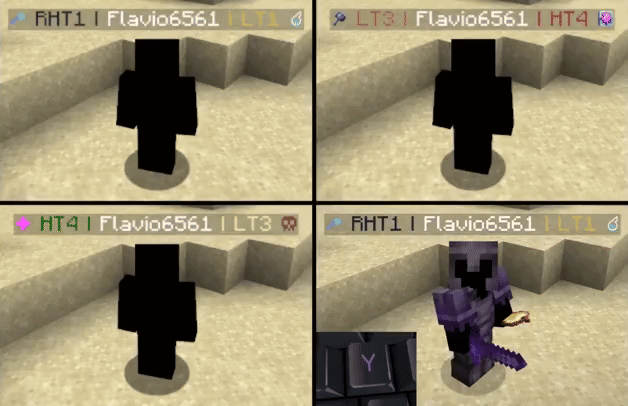 RHT1 | Flavio6561 | LT1
LT3 | Flavio6561 | HT4
HT4 | Flavio6561 | LT3
RHT1 | Flavio6561 | LT1
Y